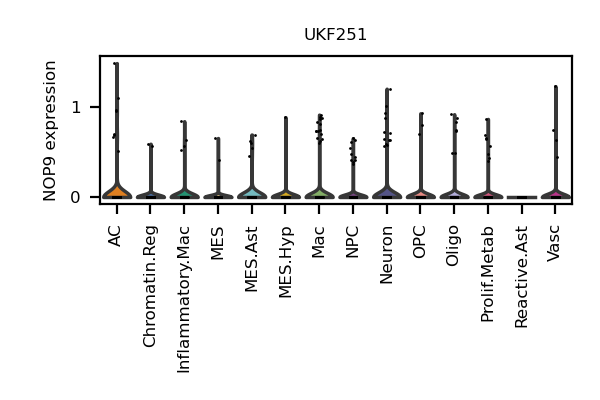 UKF251
NOP9 expression
1
0
AC
Chromatin.Reg
Inflammatory.Mac
MES
MES.Ast
MES.Hyp
Mac
NPC
Neuron
OPC
Oligo
Prolif.Metab
Reactive.Ast
Vasc